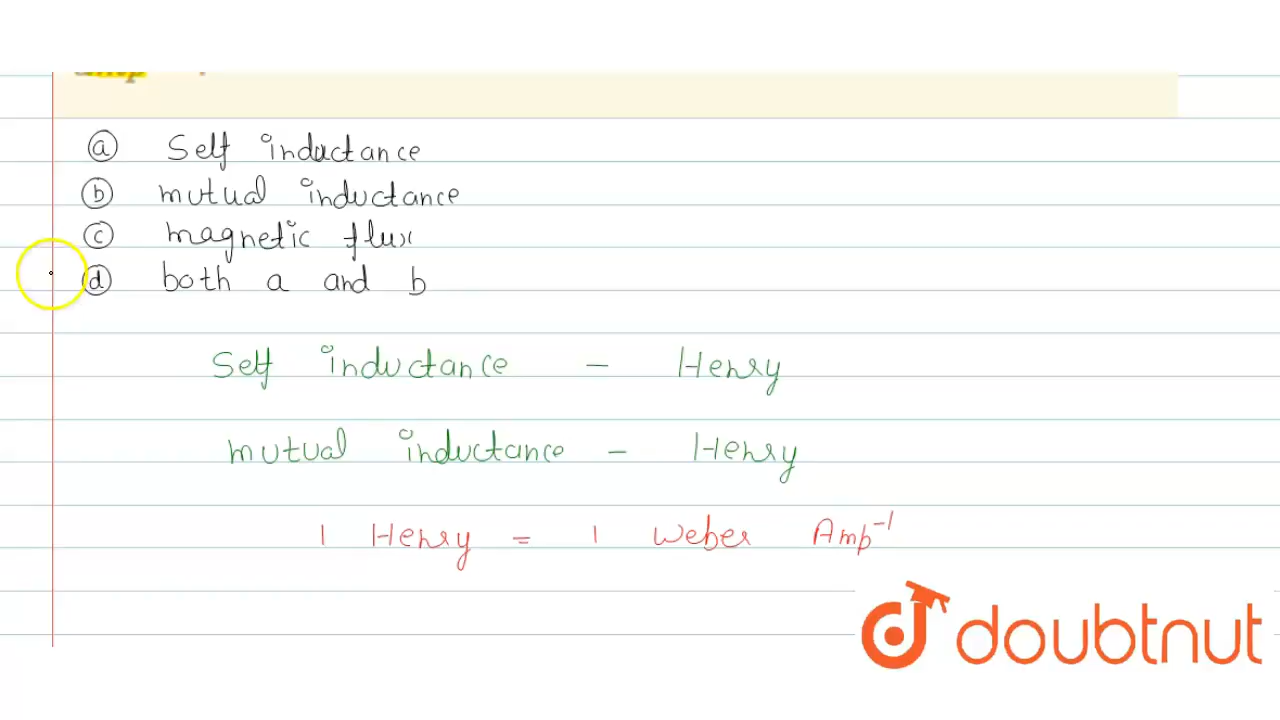 ⓐ Self inductance
ⓑ mutual inductance
ⓒ magnetic flux
ⓓ both a and b
Self inductance - Henry
mutual inductance - Henry
1 Henry = 1 Weber Amp⁻¹
doubtnut